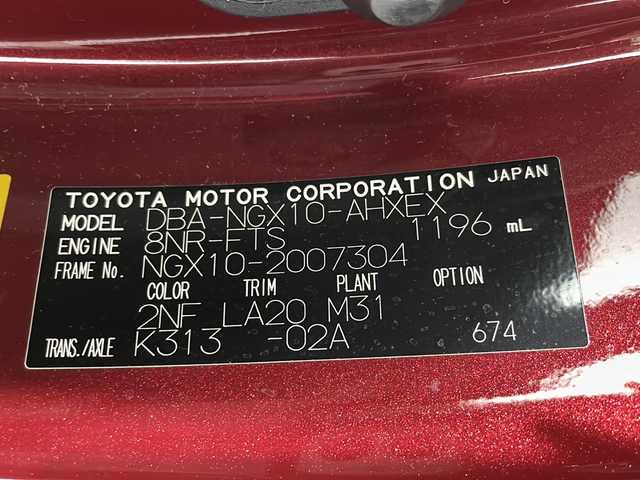 TOYOTA MOTOR CORPORATION JAPAN
MODEL DBA-NGX10-AHXEX
ENGINE 8NR-FTS 1196 mL
FRAME No. NGX10-2007304
COLOR TRIM PLANT OPTION
2NF LA20 M31
TRANS./AXLE K313 -02A 674